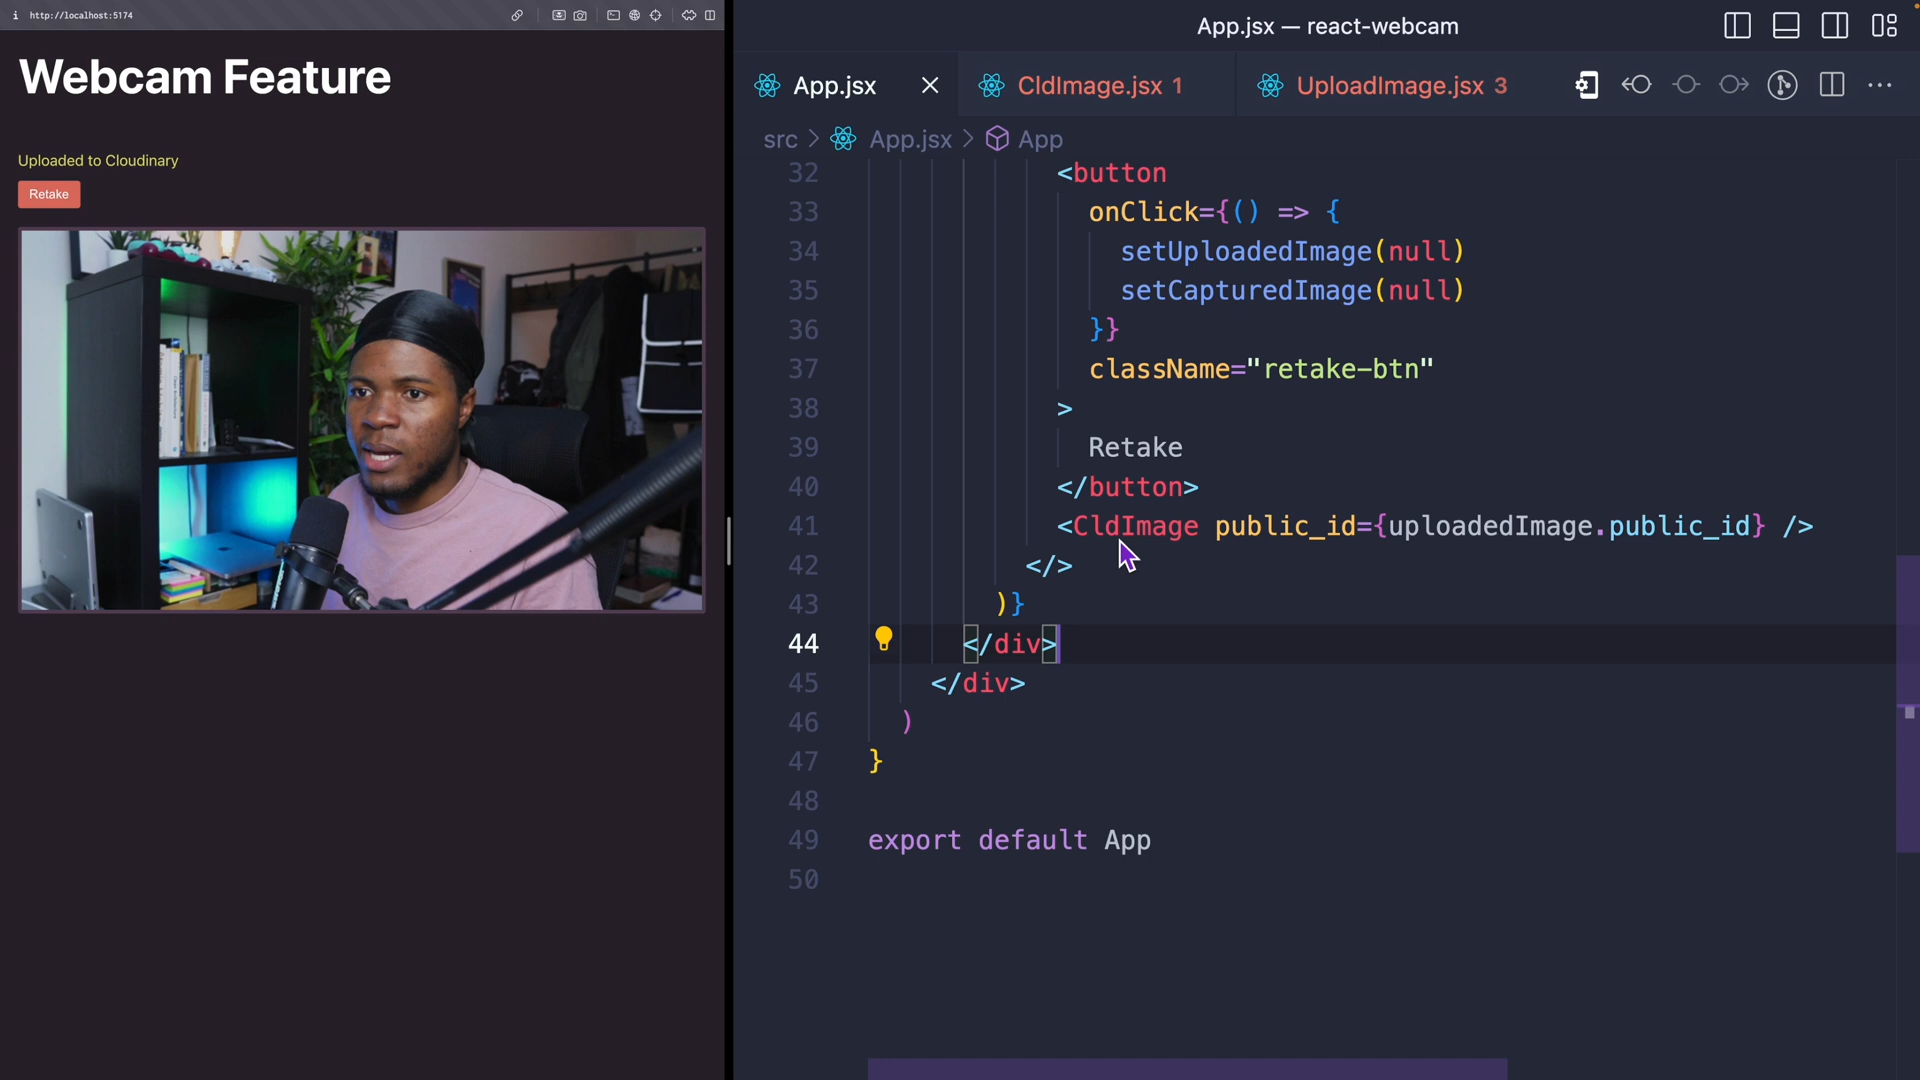 http://localhost:5174
Webcam Feature
Uploaded to Cloudinary
Retake
App.jsx — react-webcam
App.jsx
CldImage.jsx 1
UploadImage.jsx 3
src > App.jsx > App
32 <button
33 onClick={() => {
34 setUploadedImage(null)
35 setCapturedImage(null)
36 }}
37 className="retake-btn"
38 >
39 Retake
40 </button>
41 <CldImage public_id={uploadedImage.public_id} />
42 </>
43 )}
44 </div>
45 </div>
46 )
47 }
48
49 export default App
50